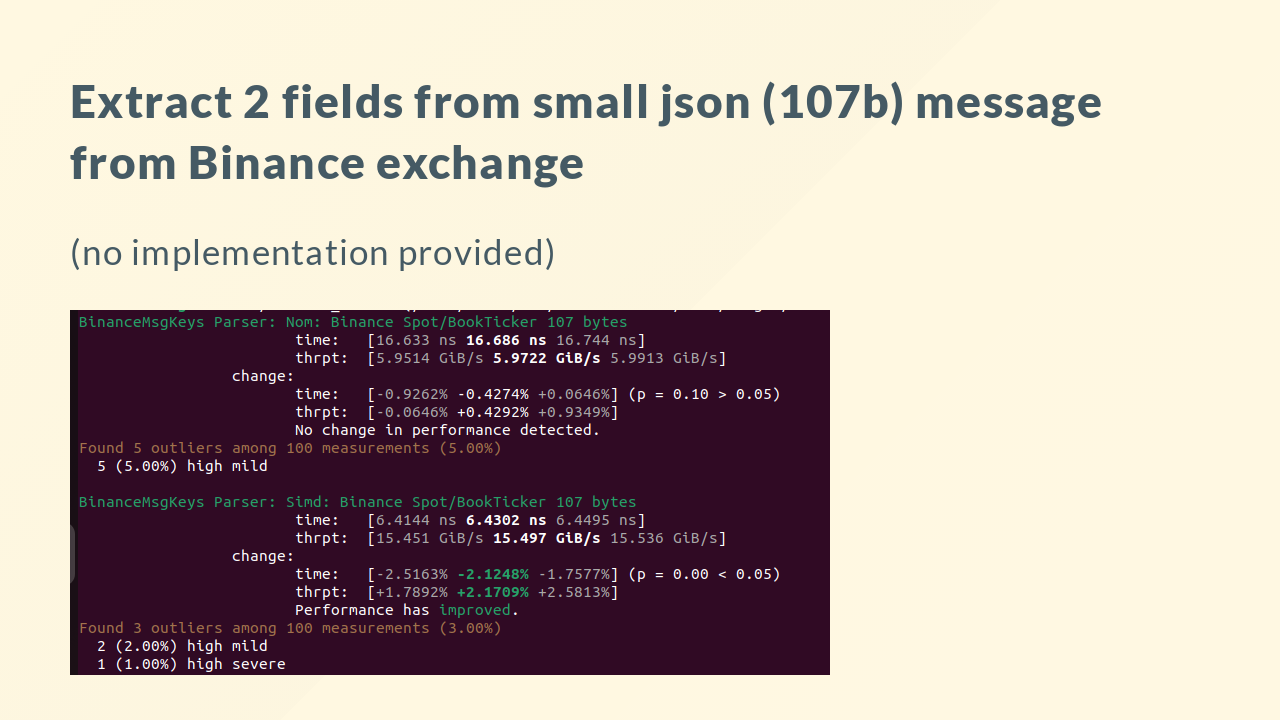 Extract 2 fields from small json (107b) message
from Binance exchange
(no implementation provided)
BinanceMsgKeys Parser: Nom: Binance Spot/BookTicker 107 bytes
time: [16.633 ns 16.686 ns 16.744 ns]
thrpt: [5.9514 GiB/s 5.9722 GiB/s 5.9913 GiB/s]
change:
time: [-0.9262% -0.4274% +0.0646%] (p = 0.10 > 0.05)
thrpt: [-0.0646% +0.4292% +0.9349%]
No change in performance detected.
Found 5 outliers among 100 measurements (5.00%)
5 (5.00%) high mild
BinanceMsgKeys Parser: Simd: Binance Spot/BookTicker 107 bytes
time: [6.4144 ns 6.4302 ns 6.4495 ns]
thrpt: [15.451 GiB/s 15.497 GiB/s 15.536 GiB/s]
change:
time: [-2.5163% -2.1248% -1.7577%] (p = 0.00 < 0.05)
thrpt: [+1.7892% +2.1709% +2.5813%]
Performance has improved.
Found 3 outliers among 100 measurements (3.00%)
2 (2.00%) high mild
1 (1.00%) high severe